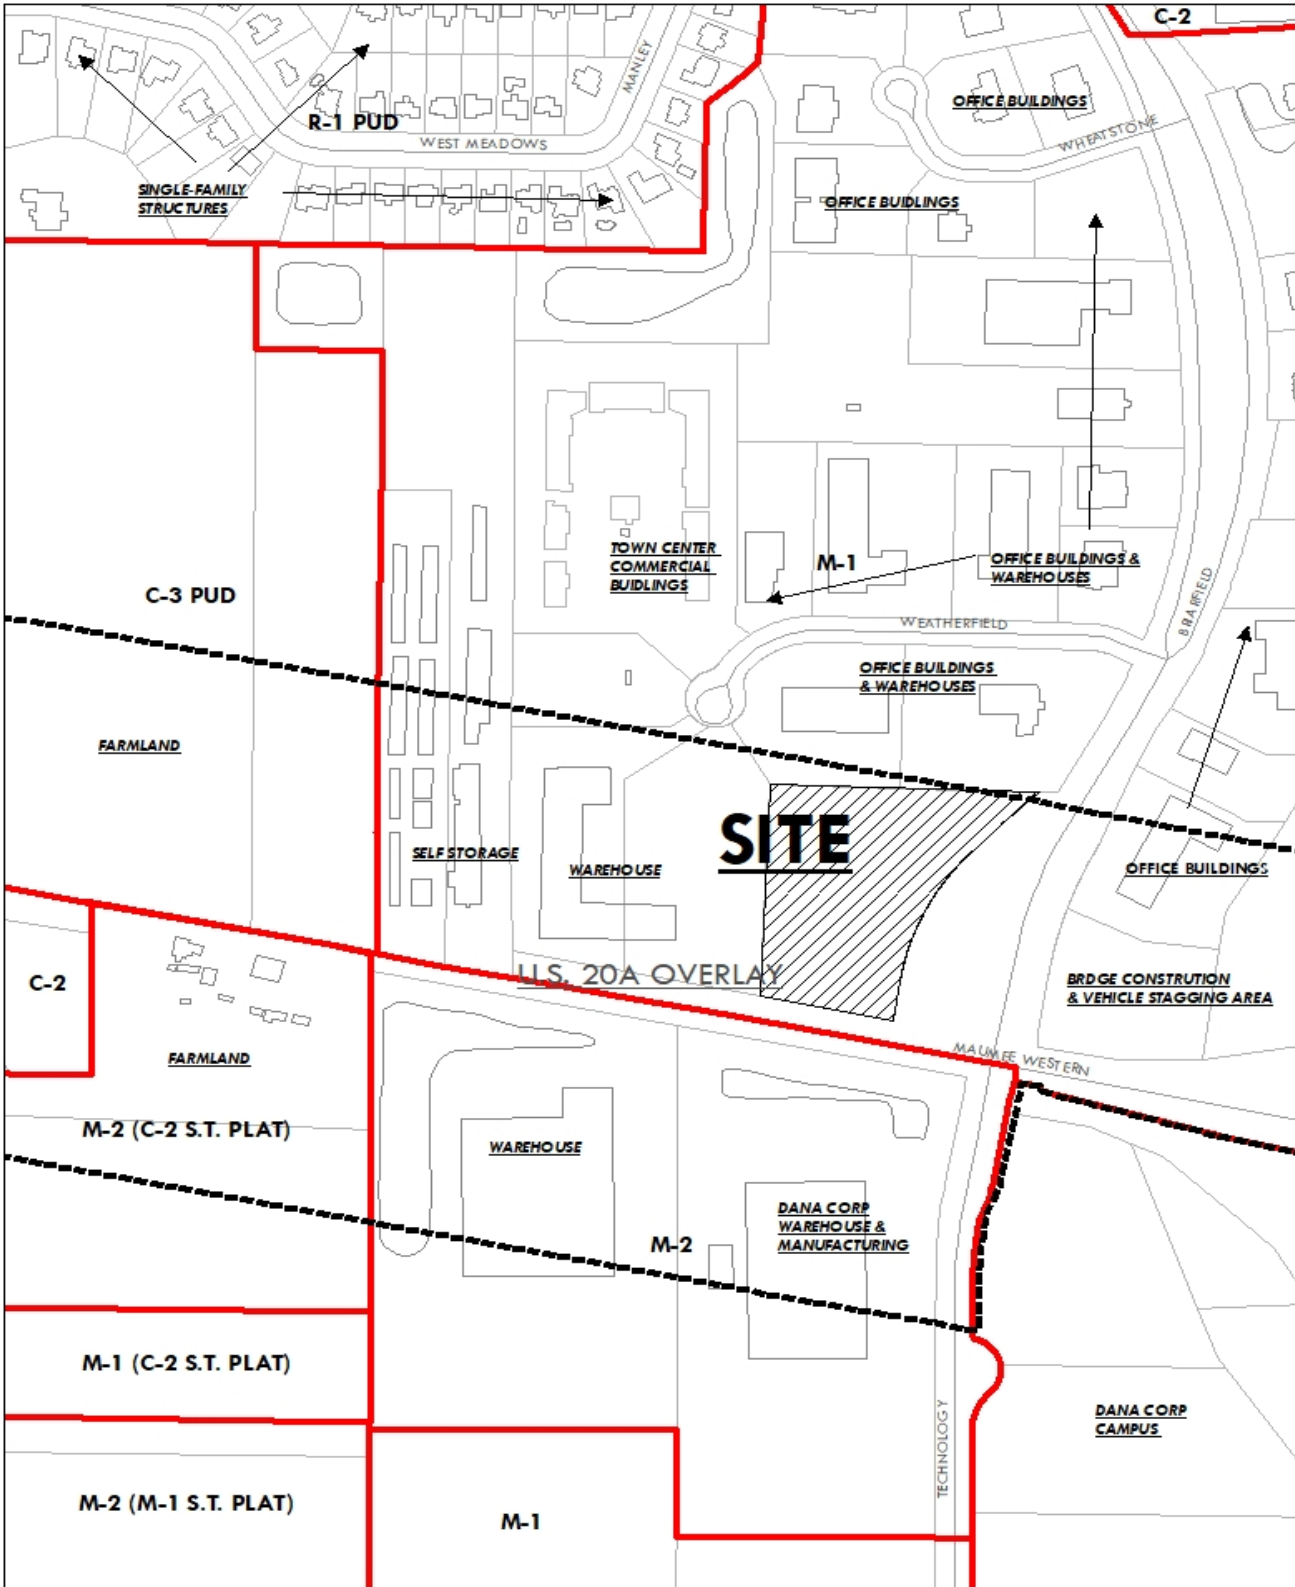 C-2
MANLEY
OFFICE BUILDINGS
R-1 PUD
WEST MEADOWS
WHEATSTONE
SINGLE-FAMILY
STRUCTURES
OFFICE BUIDLINGS
TOWN CENTER
COMMERCIAL
BUIDLINGS
M-1
OFFICE BUILDINGS &
WAREHOUSES
C-3 PUD
BRIARFIELD
WEATHERFIELD
OFFICE BUILDINGS
& WAREHOUSES
FARMLAND
SITE
SELF STORAGE
WAREHOUSE
OFFICE BUILDINGS
C-2
U.S. 20A OVERLAY
BRDGE CONSTRUTION
& VEHICLE STAGGING AREA
FARMLAND
MAUMEE WESTERN
M-2 (C-2 S.T. PLAT)
WAREHOUSE
DANA CORP
WAREHOUSE &
MANUFACTURING
M-2
M-1 (C-2 S.T. PLAT)
DANA CORP
CAMPUS
TECHNOLOGY
M-2 (M-1 S.T. PLAT)
M-1